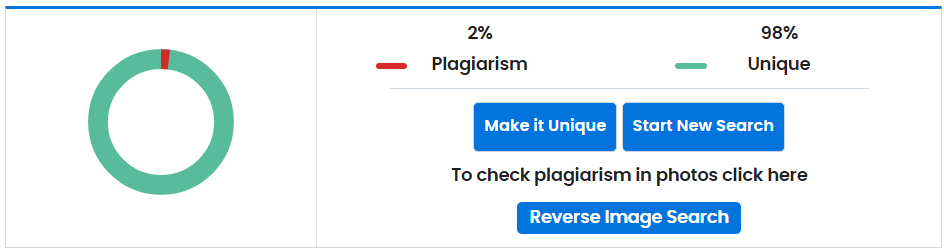 2% 98%
Plagiarism Unique
Make it Unique Start New Search
To check plagiarism in photos click here
Reverse Image Search